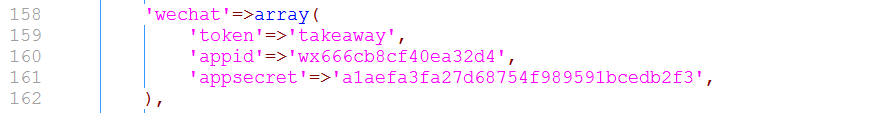 158 'wechat'=>array(
159 'token'=>'takeaway',
160 'appid'=>'wx666cb8cf40ea32d4',
161 'appsecret'=>'a1aefa3fa27d68754f989591bcedb2f3',
162 ),